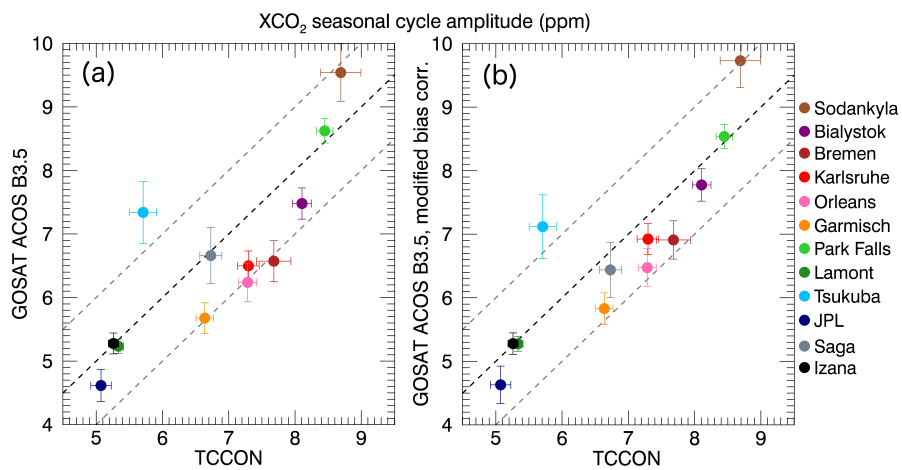 XCO2 seasonal cycle amplitude (ppm)
(a)
GOSAT ACOS B3.5
10
9
8
7
6
5
4
5
6
7
8
9
TCCON
(b)
GOSAT ACOS B3.5, modified bias corr.
10
9
8
7
6
5
4
5
6
7
8
9
TCCON
Sodankyla
Bialystok
Bremen
Karlsruhe
Orleans
Garmisch
Park Falls
Lamont
Tsukuba
JPL
Saga
Izana